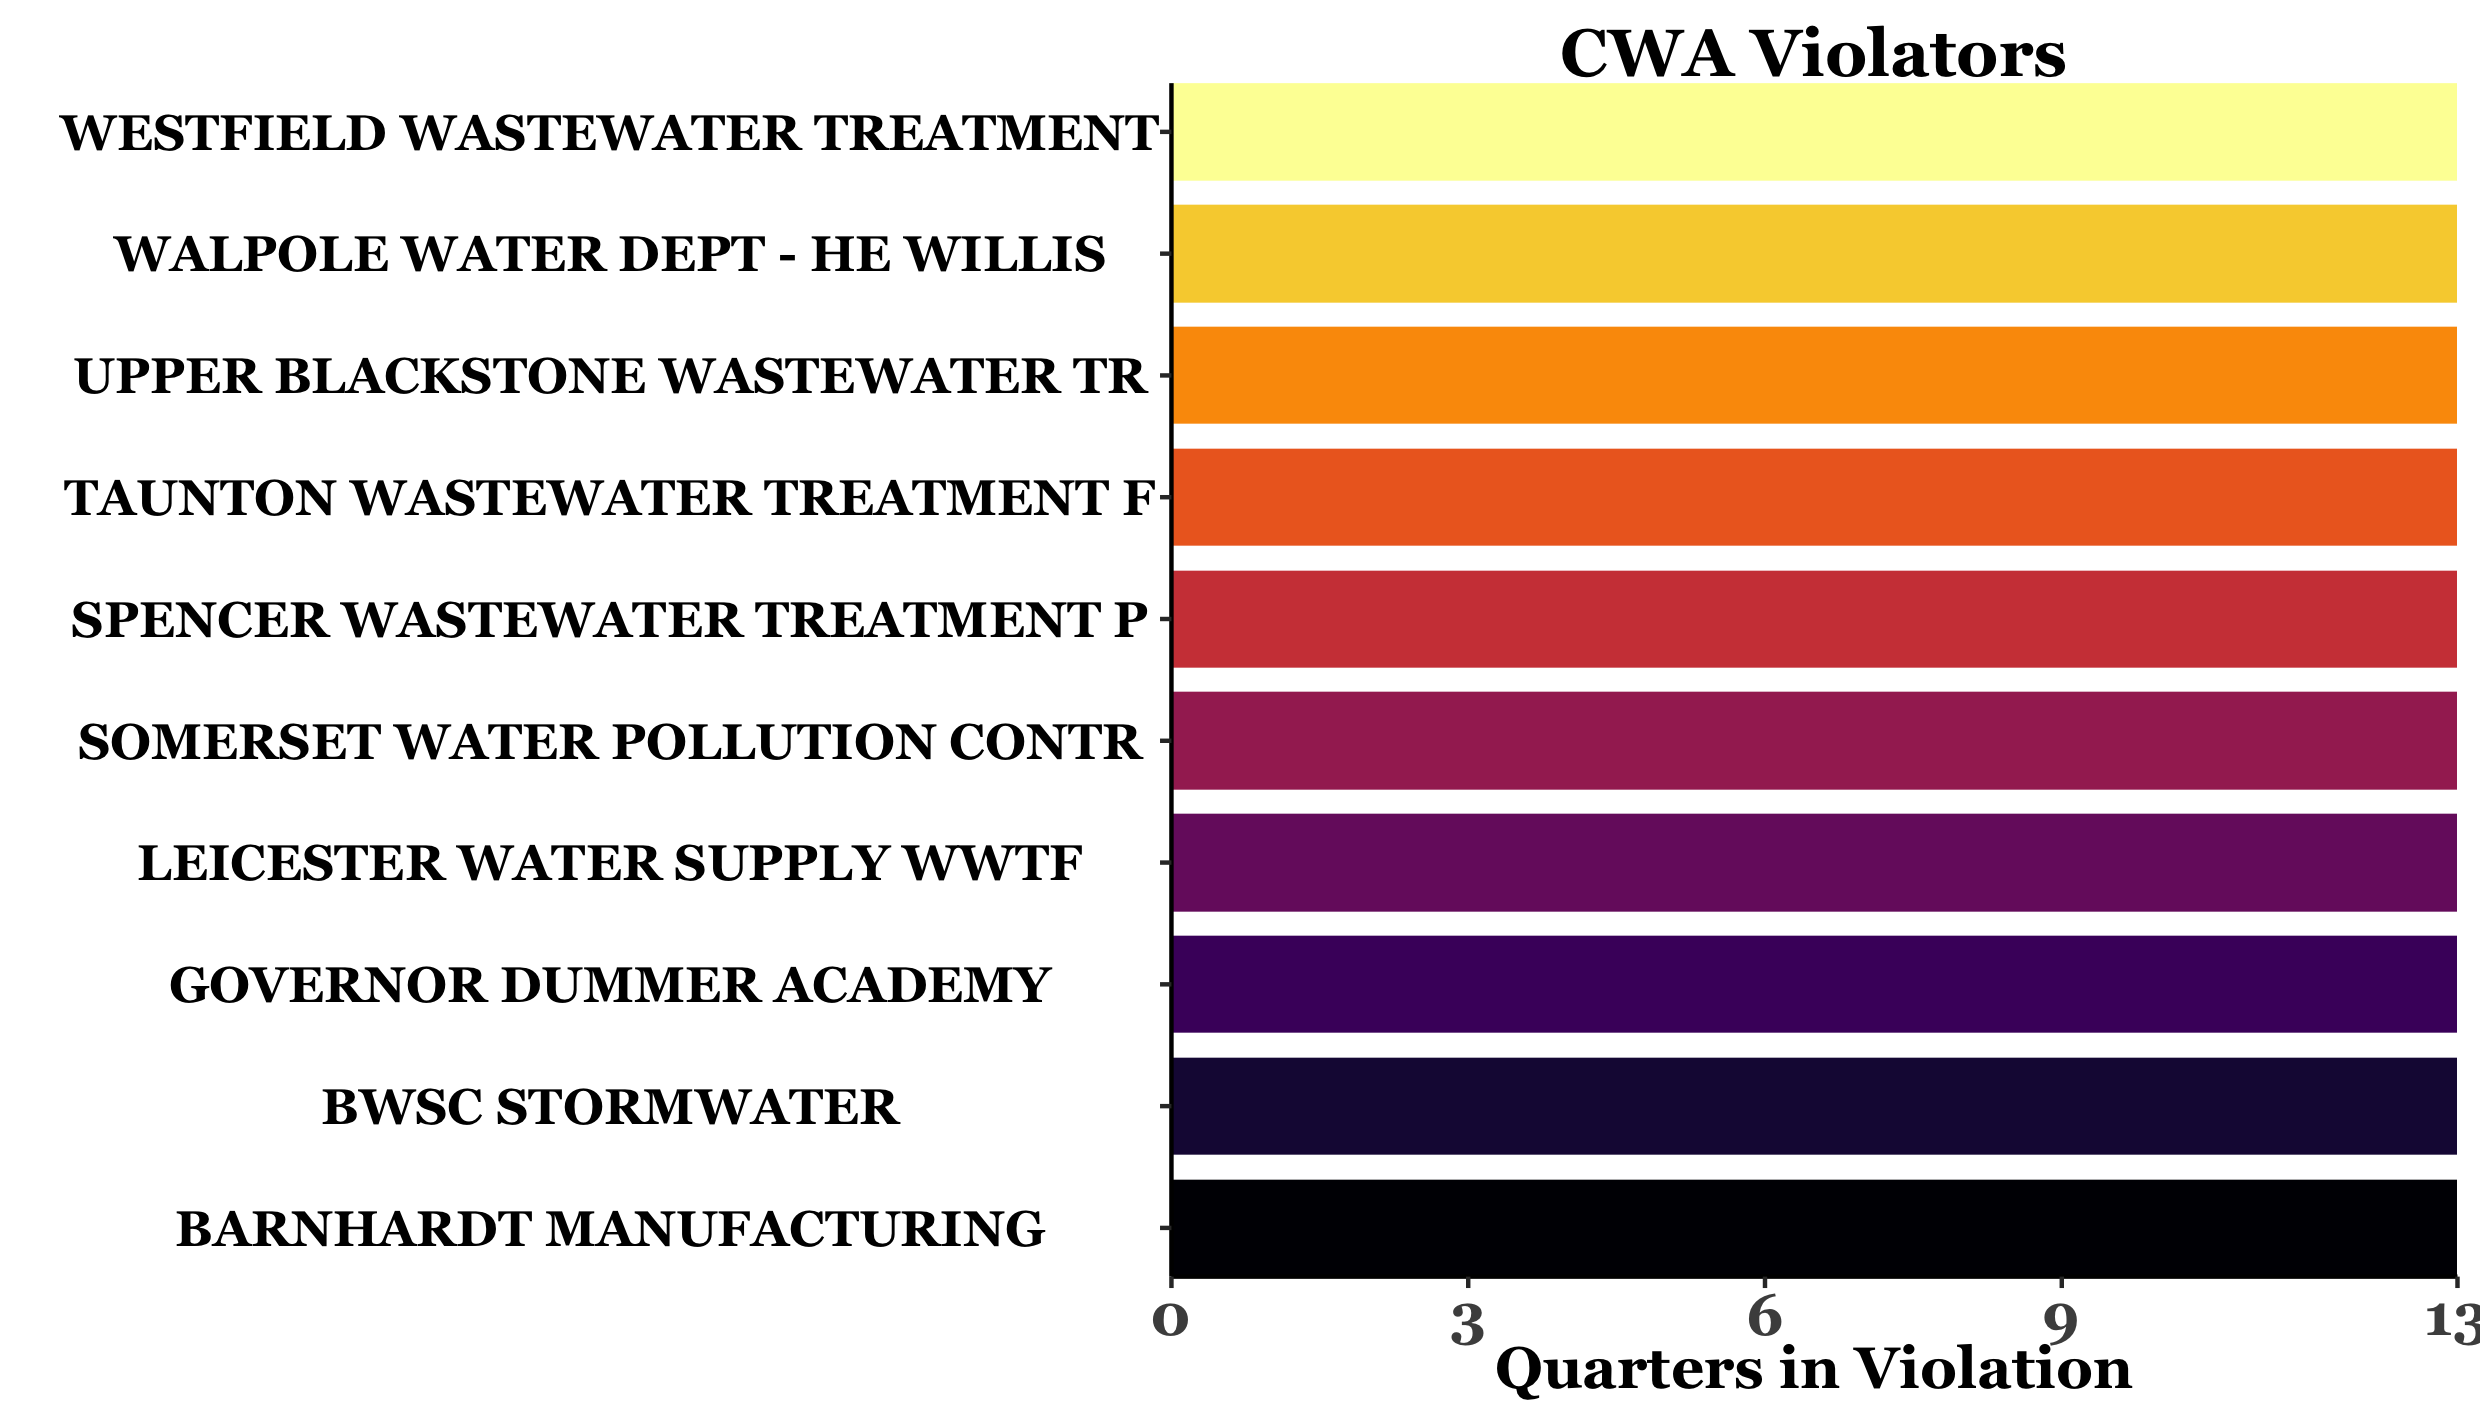 CWA Violators
WESTFIELD WASTEWATER TREATMENT
WALPOLE WATER DEPT - HE WILLIS
UPPER BLACKSTONE WASTEWATER TR
TAUNTON WASTEWATER TREATMENT F
SPENCER WASTEWATER TREATMENT P
SOMERSET WATER POLLUTION CONTR
LEICESTER WATER SUPPLY WWTF
GOVERNOR DUMMER ACADEMY
BWSC STORMWATER
BARNHARDT MANUFACTURING
0 3 6 9 13
Quarters in Violation